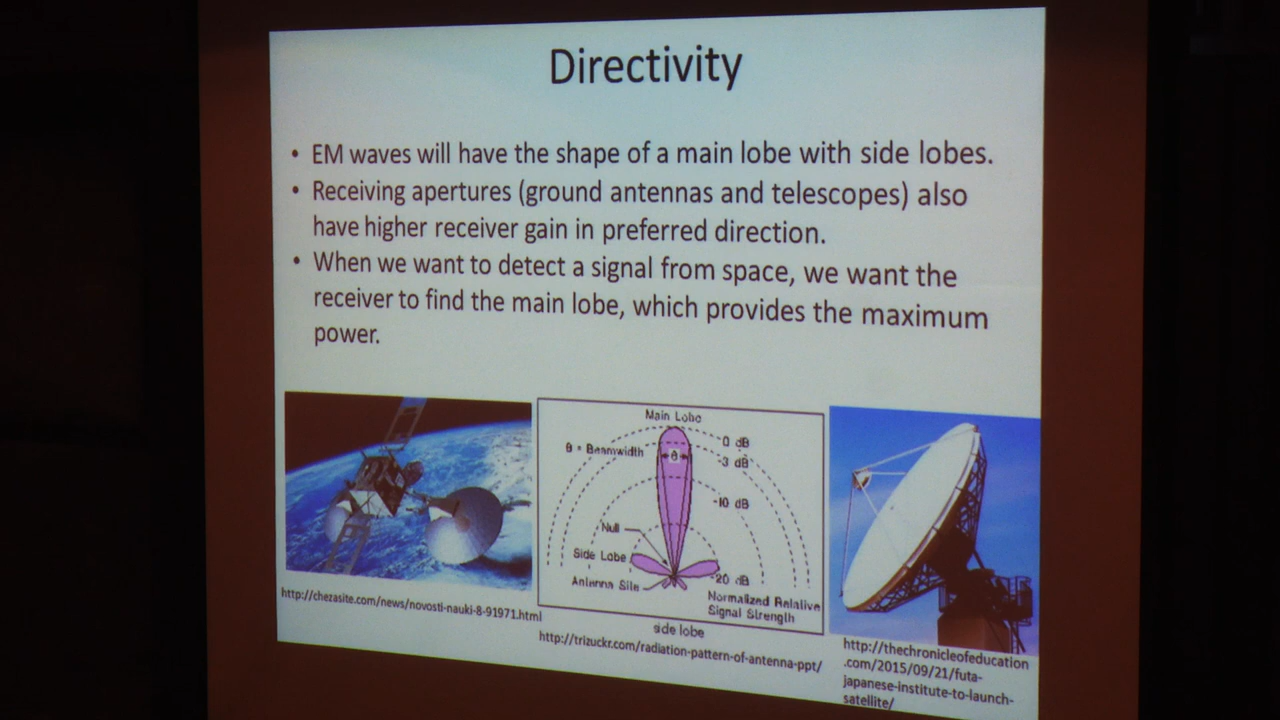 Directivity
• EM waves will have the shape of a main lobe with side lobes.
• Receiving apertures (ground antennas and telescopes) also
have higher receiver gain in preferred direction.
• When we want to detect a signal from space, we want the
receiver to find the main lobe, which provides the maximum
power.
Main Lobe
θ = Beamwidth
θ
0 dB
-3 dB
-10 dB
Null
Side Lobe
Antenna Site
-20 dB
Normalized Relative
Signal Strength
side lobe
http://chezasite.com/news/novosti-nauki-8-91971.html
http://trizuckr.com/radiation-pattern-of-antenna-ppt/
http://thechronicleofeducation
.com/2015/09/21/futa-
japanese-institute-to-launch-
satellite/